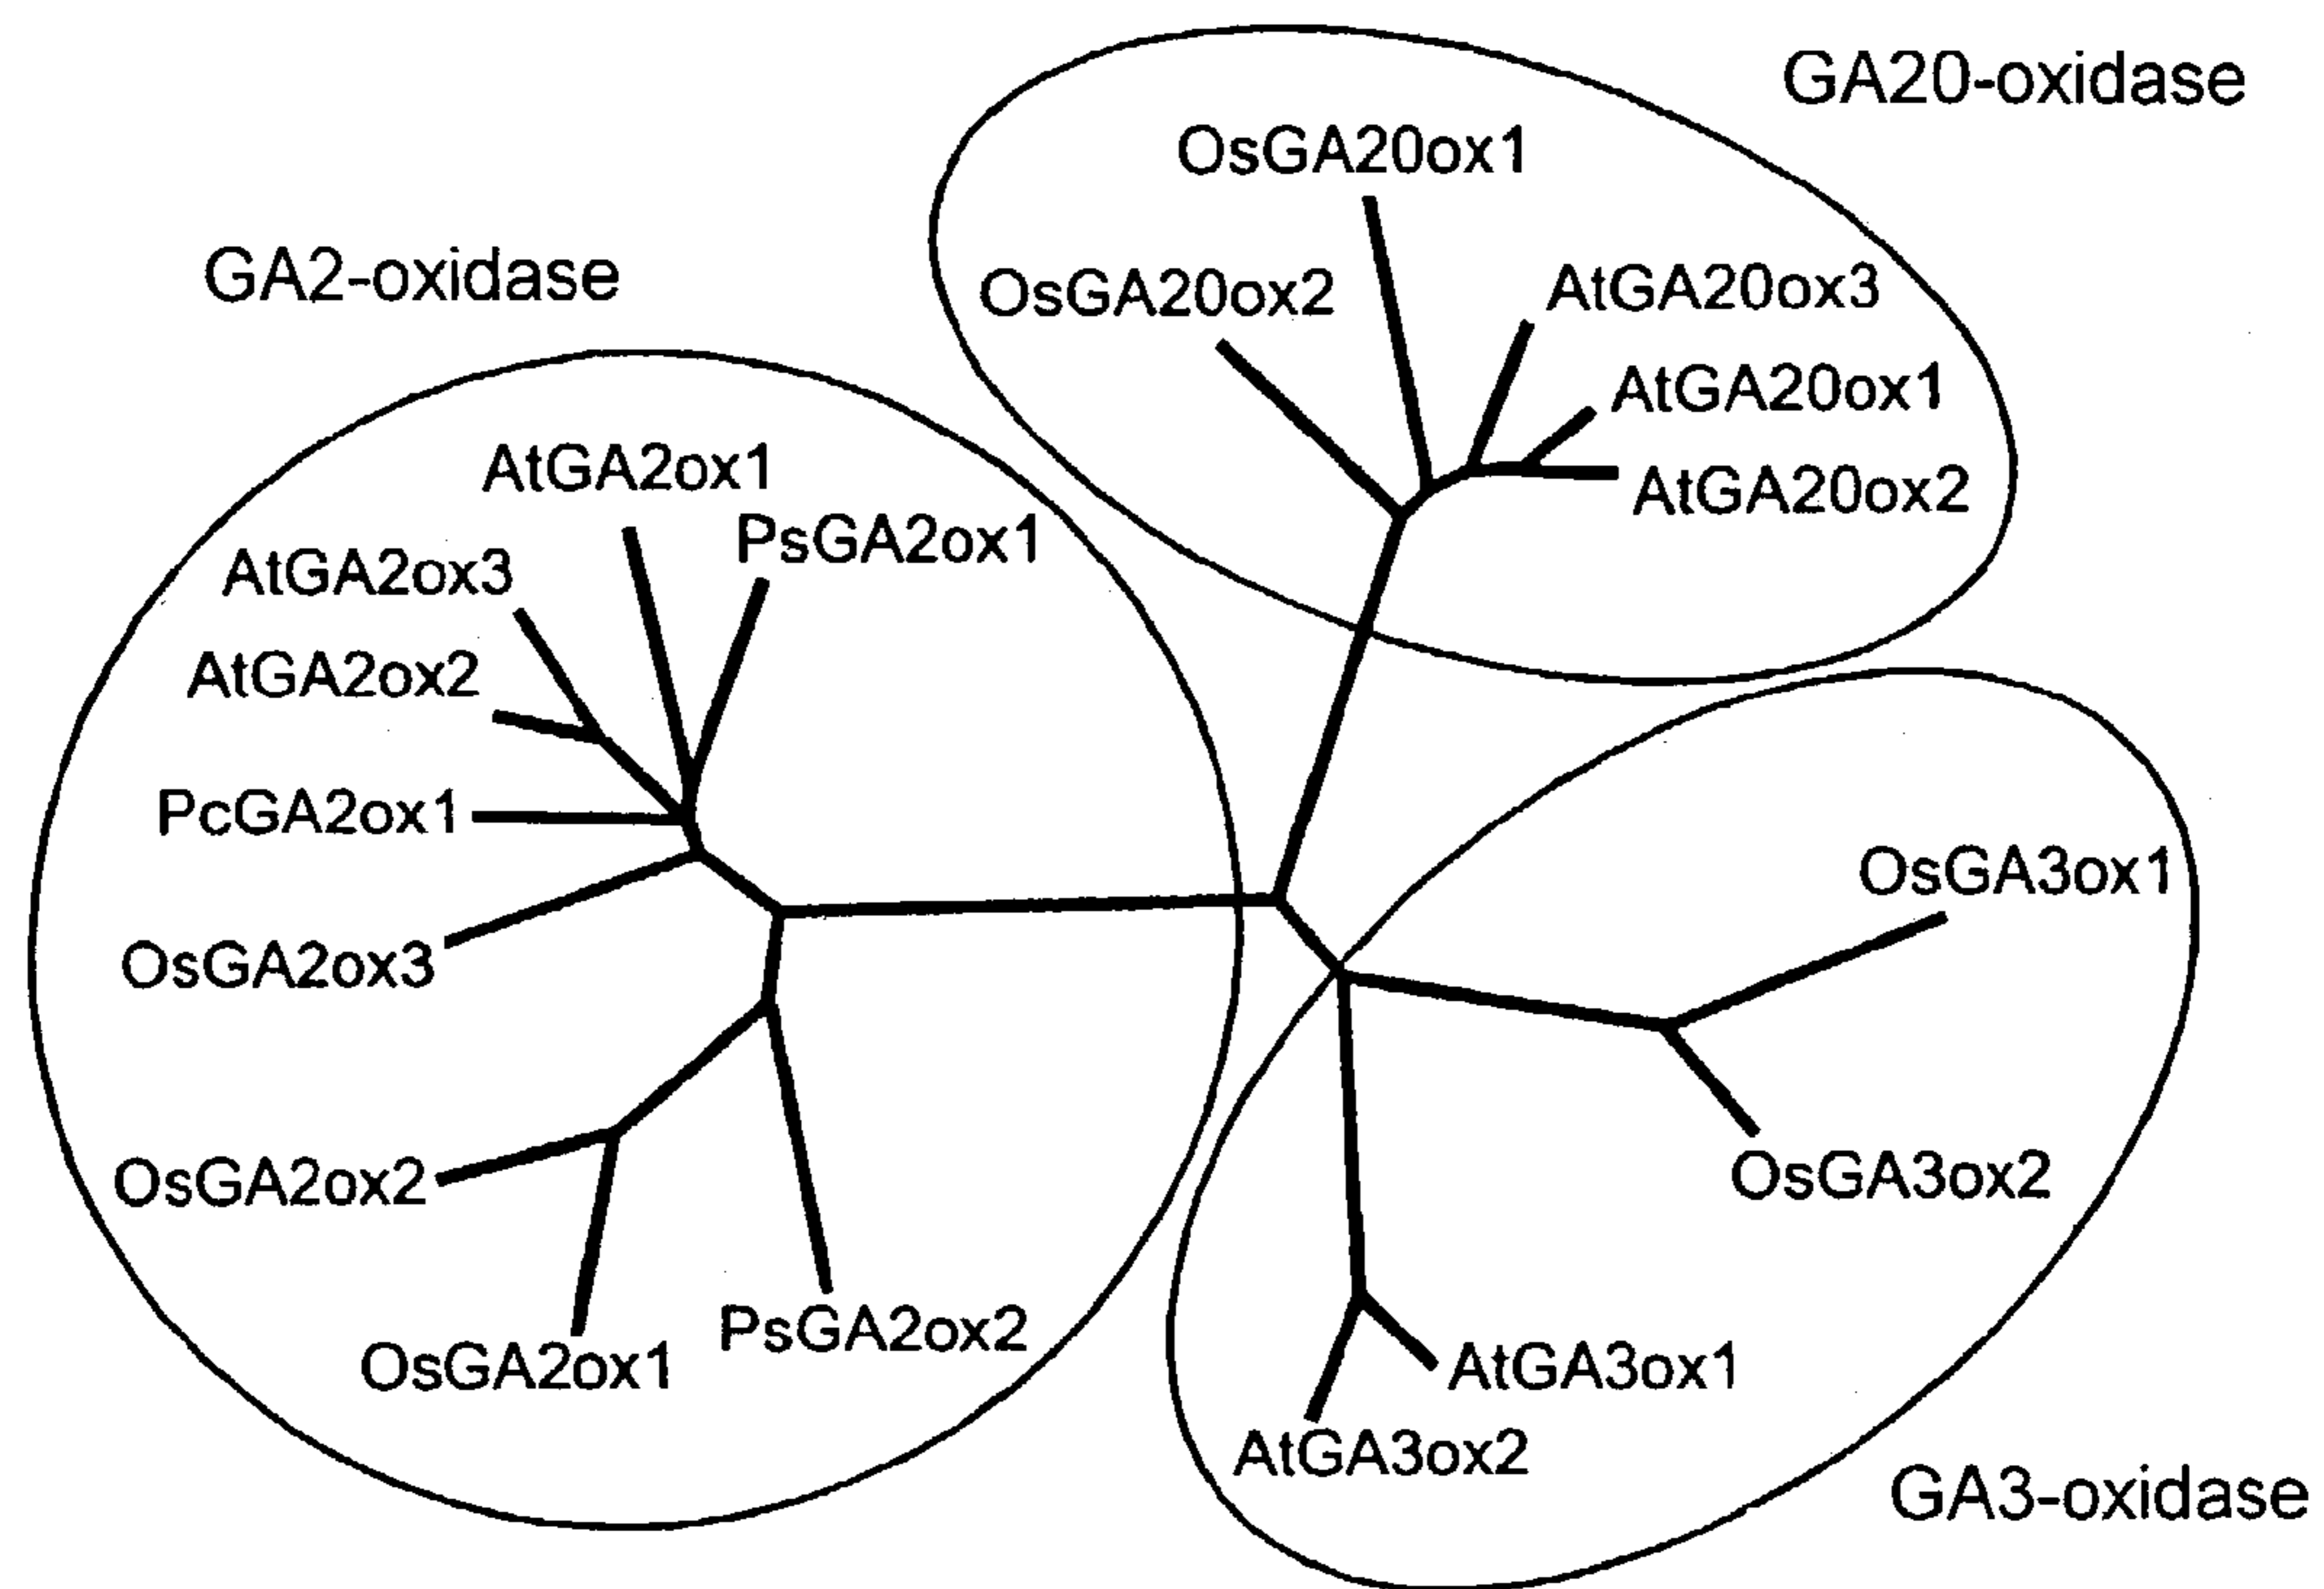 GA20-oxidase
OsGA20ox1
GA2-oxidase
OsGA20ox2
AtGA20ox3
AtGA20ox1
AtGA2ox1
AtGA20ox2
PsGA2ox1
AtGA2ox3
AtGA2ox2
PcGA2ox1
OsGA3ox1
OsGA2ox3
OsGA2ox2
OsGA3ox2
PsGA2ox2
OsGA2ox1
AtGA3ox1
AtGA3ox2
GA3-oxidase